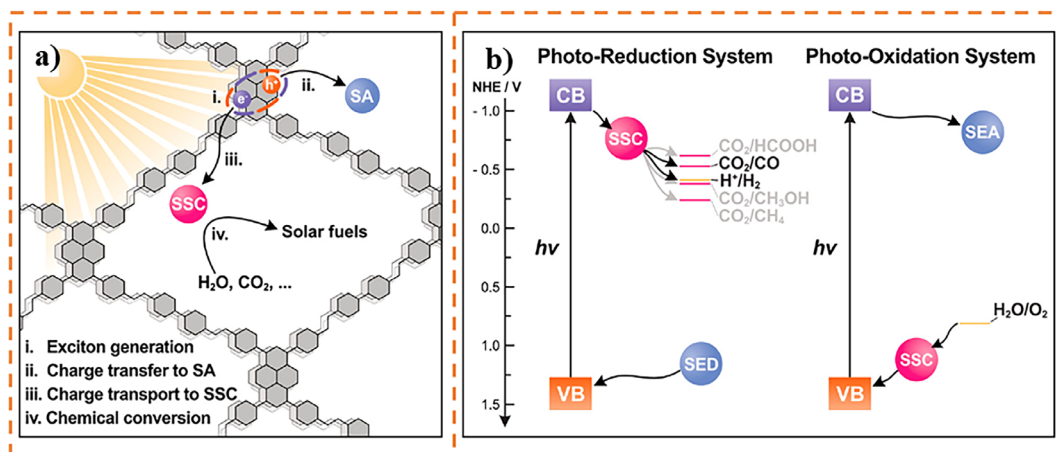 a)
i.
e-
h+
ii.
SA
iii.
SSC
iv.
Solar fuels
H₂O, CO₂, ...
i. Exciton generation
ii. Charge transfer to SA
iii. Charge transport to SSC
iv. Chemical conversion
b)
Photo-Reduction System
Photo-Oxidation System
NHE / V
- 1.0
- 0.5
0.0
0.5
1.0
1.5
CB
SSC
CO₂/HCOOH
CO₂/CO
H⁺/H₂
CO₂/CH₃OH
CO₂/CH₄
hv
SED
VB
CB
SEA
hv
H₂O/O₂
SSC
VB